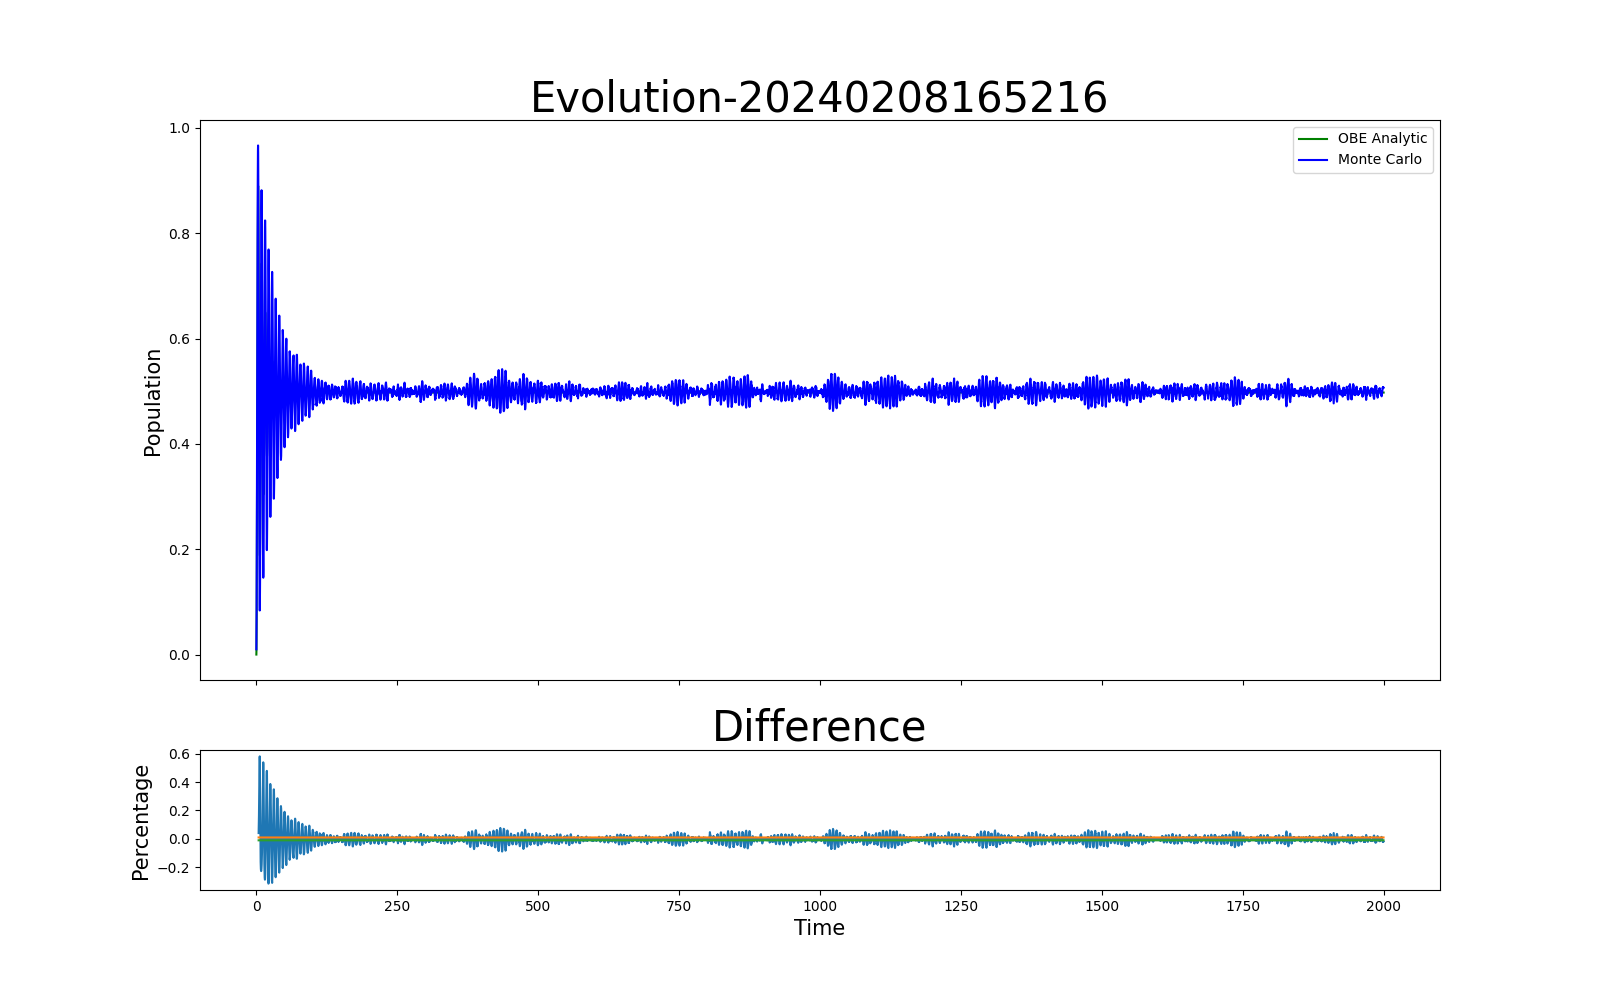 Evolution-20240208165216
OBE Analytic
Monte Carlo
1.0
0.8
0.6
0.4
0.2
0.0
Population
Difference
0.6
0.4
0.2
0.0
−0.2
Percentage
0 250 500 750 1000 1250 1500 1750 2000
Time